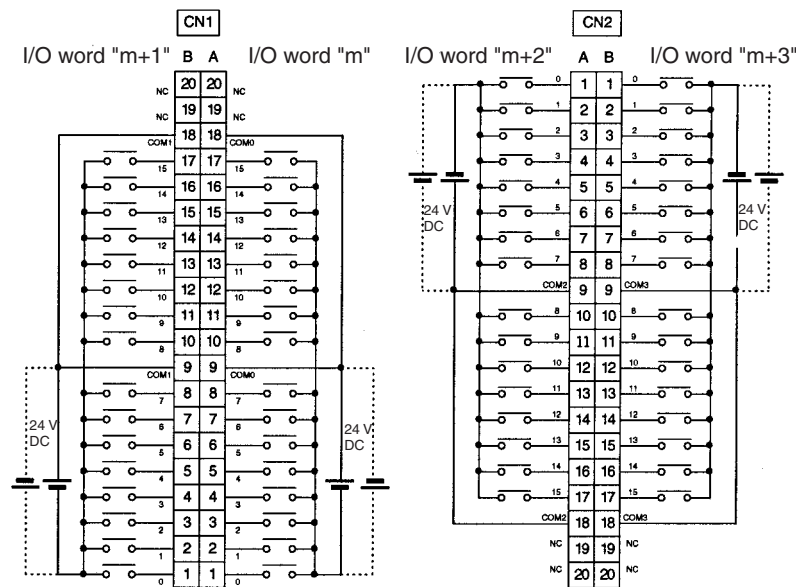 CN1
I/O word "m+1" B A I/O word "m"
20 20
NC NC
19 19
NC NC
18 18
COM1 COM0
17 17
15 15
16 16
14 14
15 15
13 13
14 14
12 12
13 13
11 11
12 12
10 10
11 11
9 9
10 10
8 8
9 9
COM1 COM0
8 8
7 7
7 7
6 6
24 V
DC
24 V
DC
6 6
5 5
5 5
4 4
4 4
3 3
3 3
2 2
2 2
1 1
1 1
0 0
CN2
I/O word "m+2" A B I/O word "m+3"
0 1 1 0
1 2 2 1
2 3 3 2
3 4 4 3
4 5 5 4
24 V
DC
24 V
DC
5 6 6 5
6 7 7 6
7 8 8 7
COM2 9 9 COM3
8 10 10 8
9 11 11 9
10 12 12 10
11 13 13 11
12 14 14 12
13 15 15 13
14 16 16 14
15 17 17 15
COM2 18 18 COM3
NC 19 19 NC
NC 20 20 NC